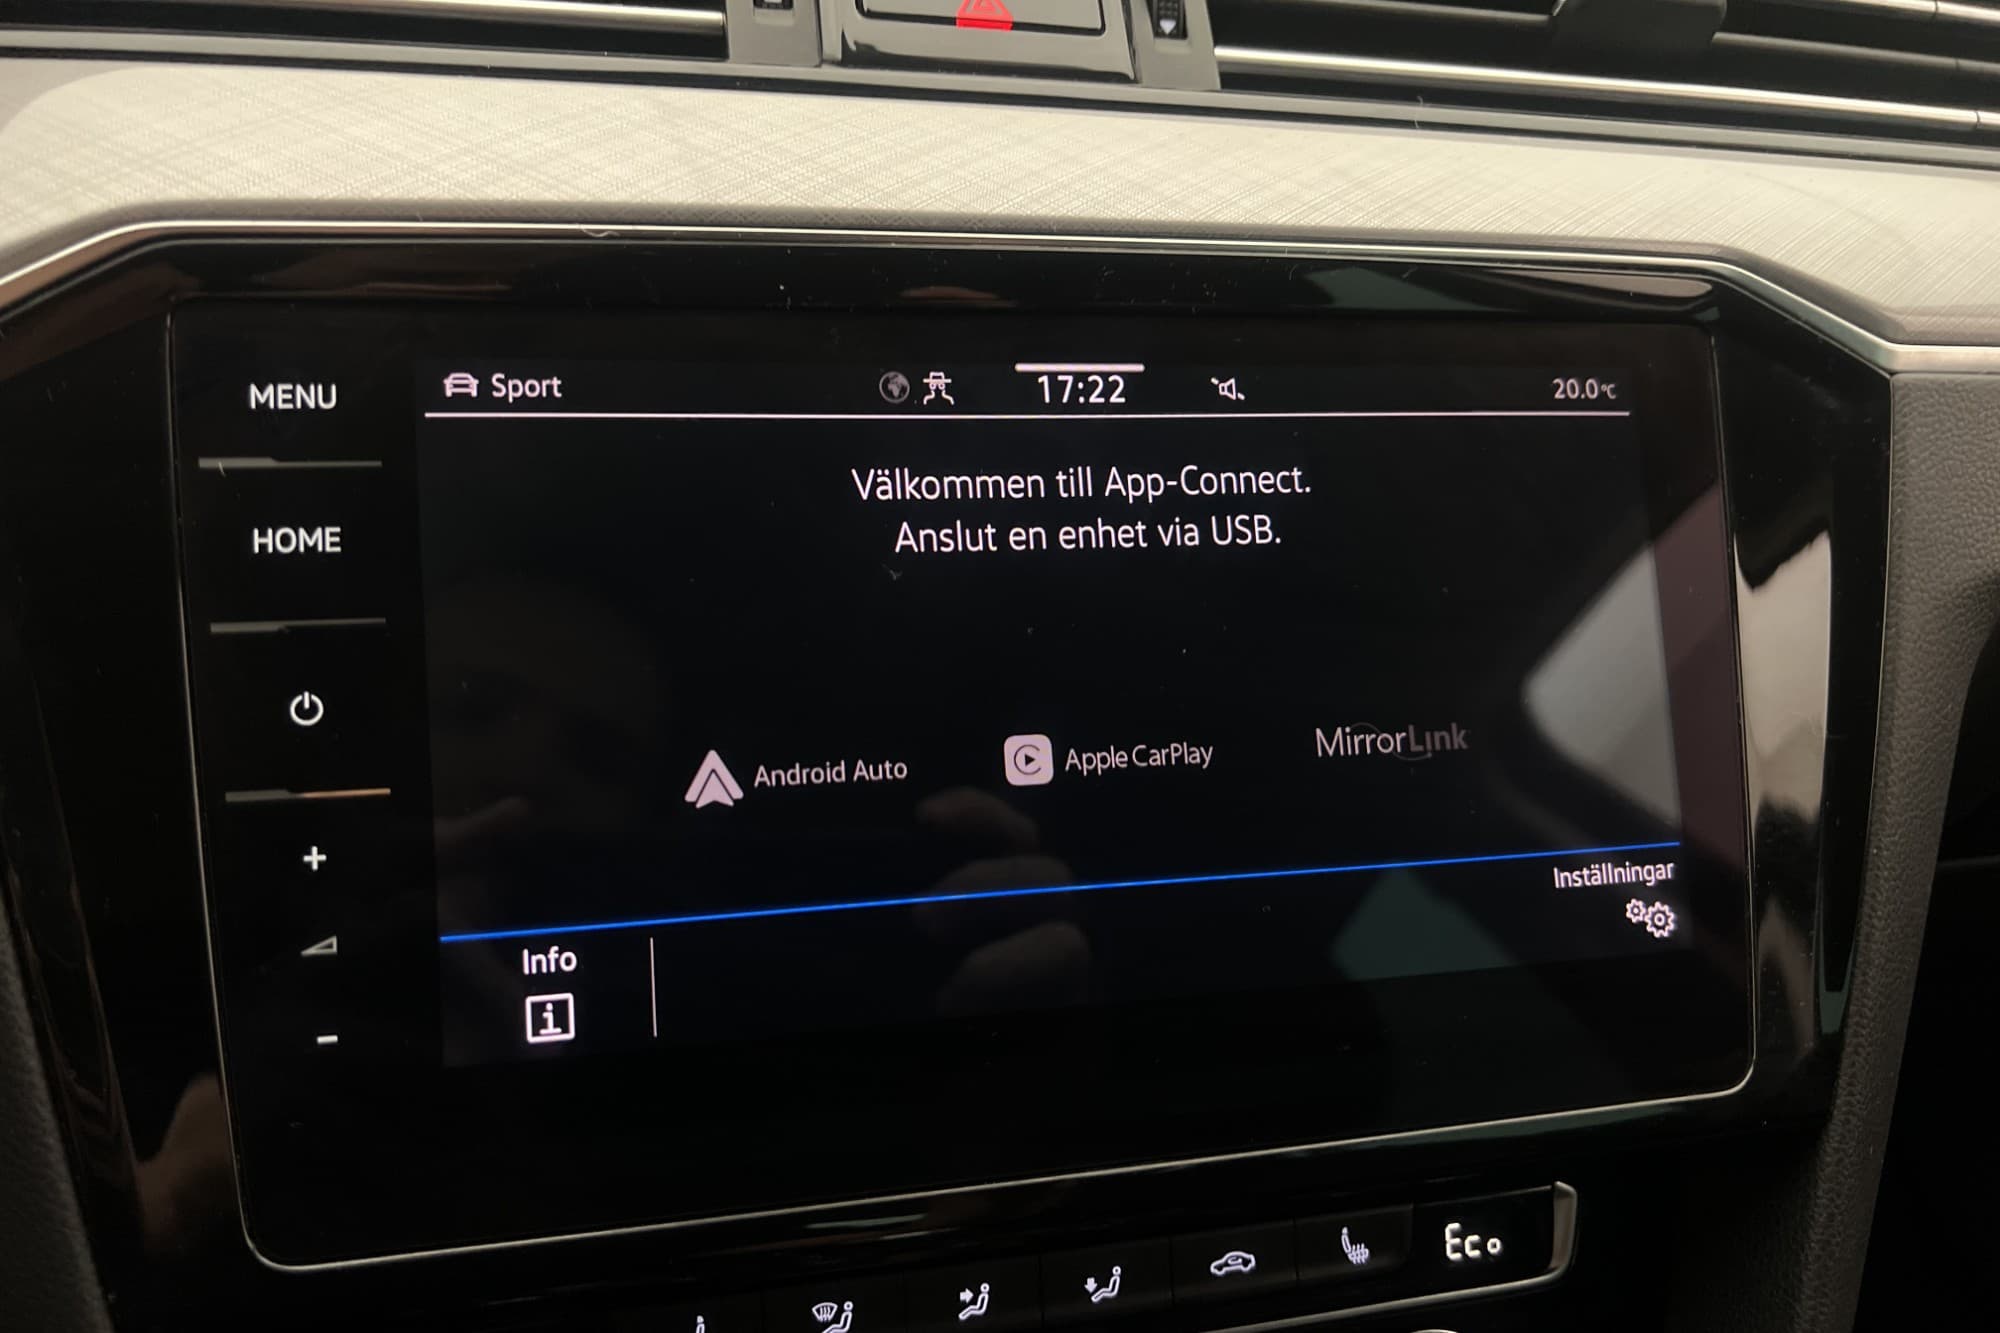 MENU
Sport
17:22
20.0°C
HOME
Välkommen till App-Connect.
Anslut en enhet via USB.
Android Auto
Apple CarPlay
MirrorLink
Inställningar
Info
Eco